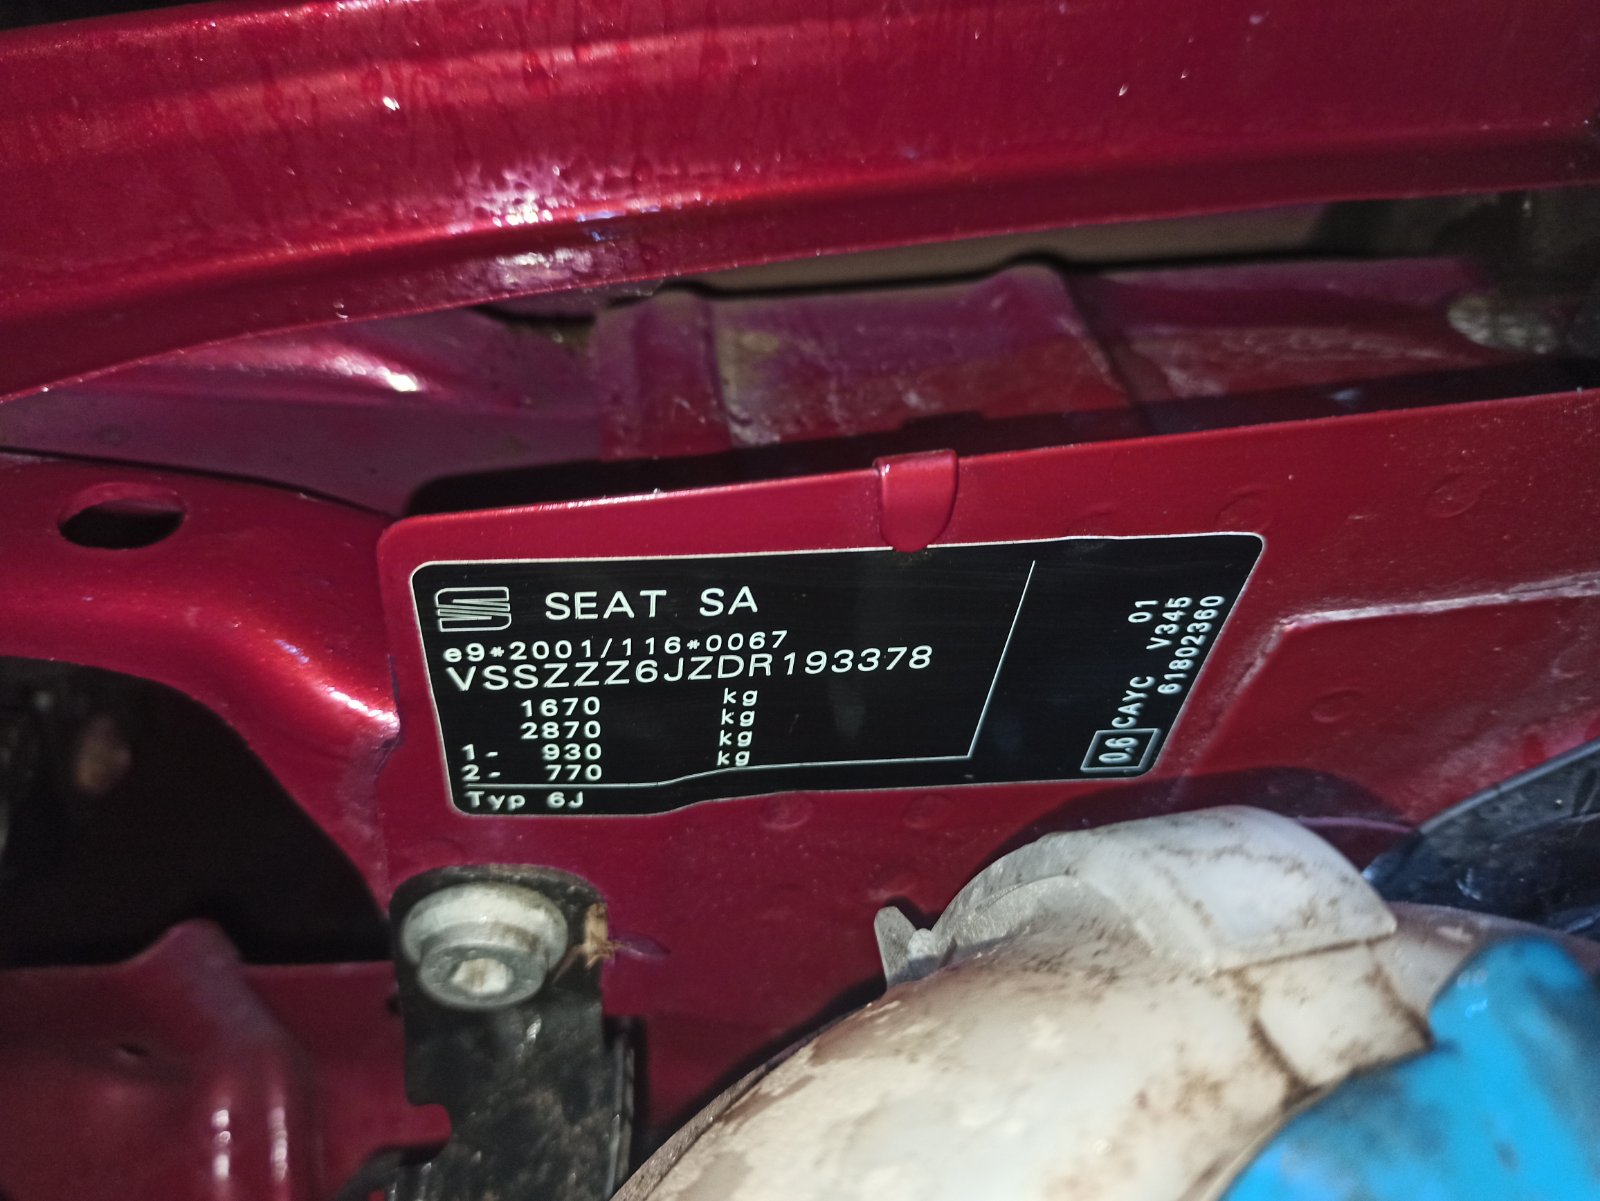 SEAT SA
e9*2001/116*0067
VSSZZZ6JZDR193378
1670 kg
2870 kg
1- 930 kg
2- 770 kg
Typ 6J
0.6 CAYC V345 01
61802360